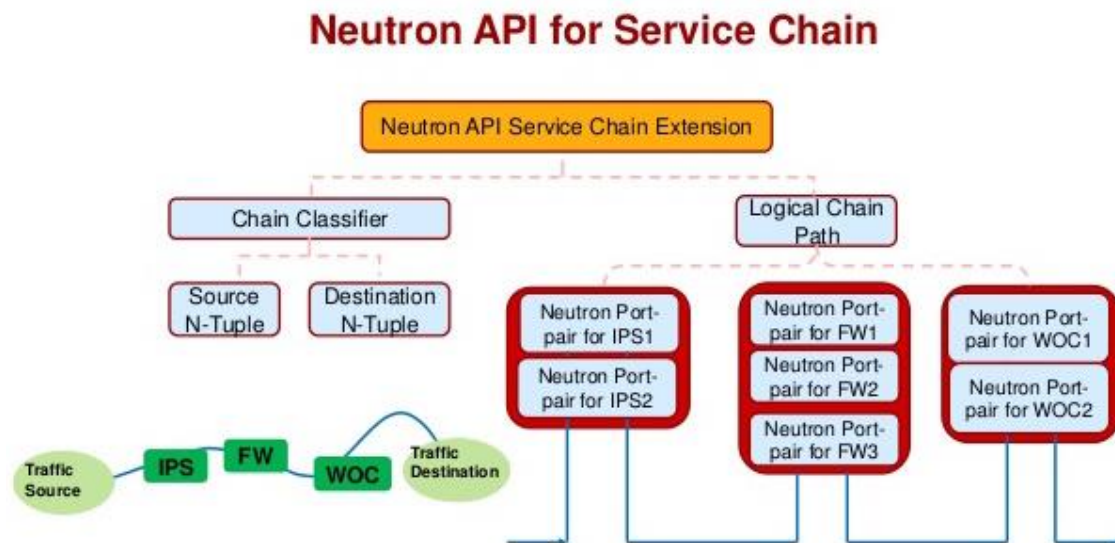 Neutron API for Service Chain
Neutron API Service Chain Extension
Chain Classifier
Logical Chain
Path
Source
N-Tuple
Destination
N-Tuple
Neutron Port-
pair for IPS1
Neutron Port-
pair for IPS2
Neutron Port-
pair for FW1
Neutron Port-
pair for FW2
Neutron Port-
pair for FW3
Neutron Port-
pair for WOC1
Neutron Port-
pair for WOC2
Traffic
Source
IPS
FW
WOC
Traffic
Destination